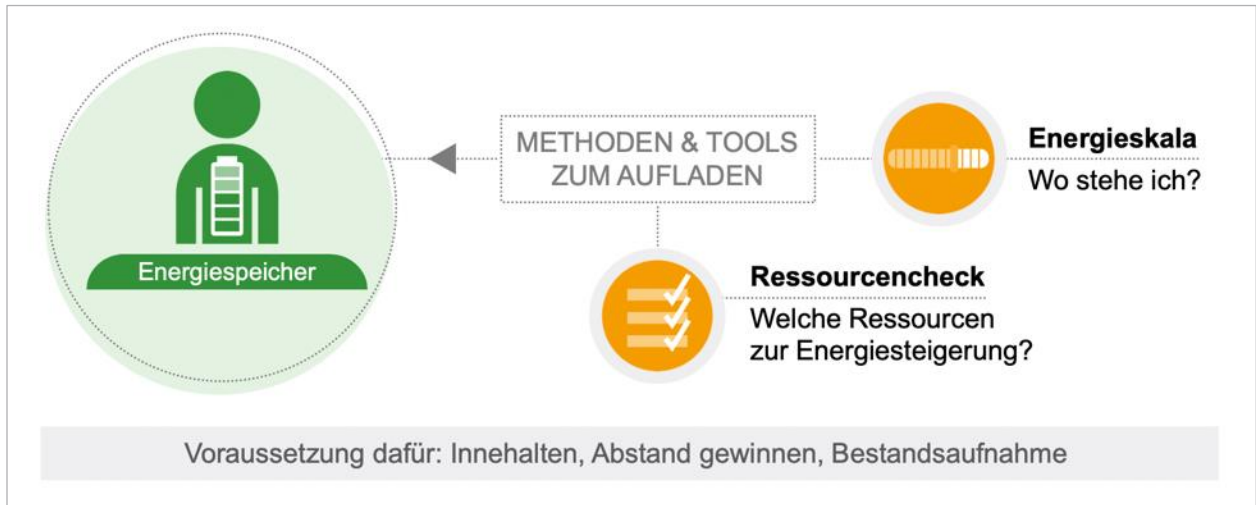 METHODEN & TOOLS
ZUM AUFLADEN
Energieskala
Wo stehe ich?
Energiespeicher
Ressourcencheck
Welche Ressourcen
zur Energiesteigerung?
Voraussetzung dafür: Innehalten, Abstand gewinnen, Bestandsaufnahme